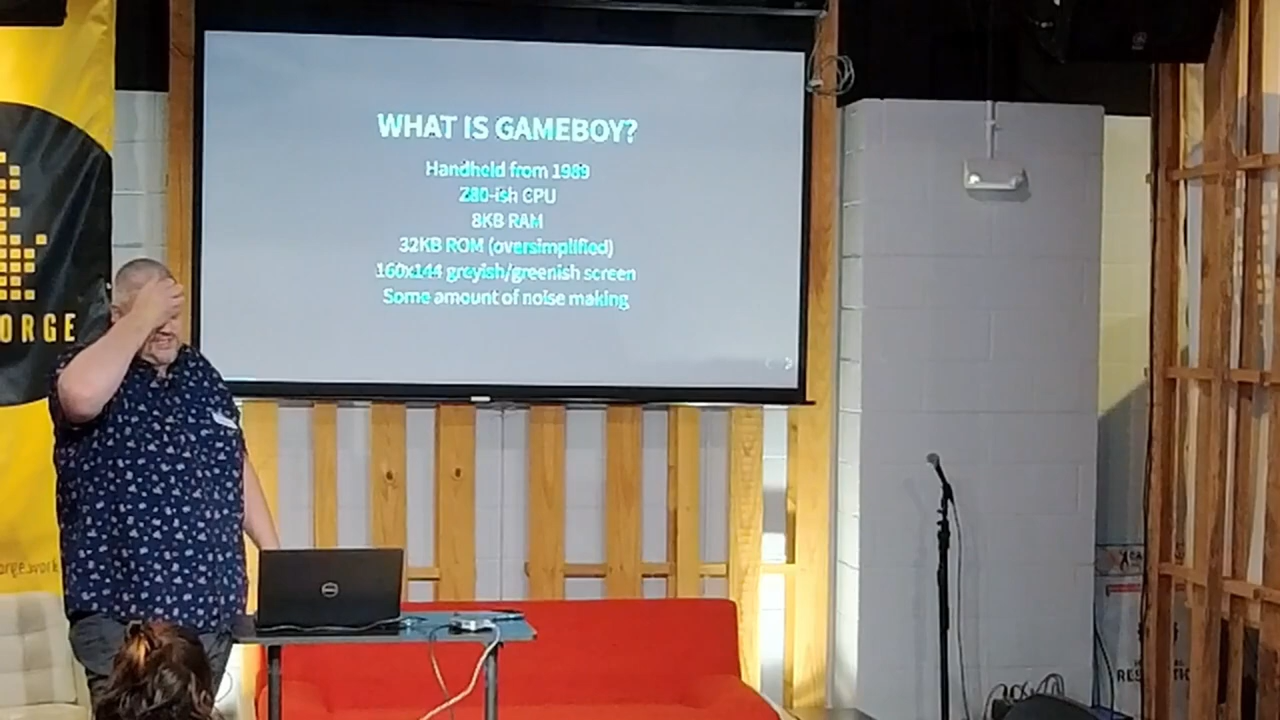 WHAT IS GAMEBOY?
Handheld from 1989
Z80-ish CPU
8KB RAM
32KB ROM (oversimplified)
160x144 greyish/greenish screen
Some amount of noise making
ORGE
DELL